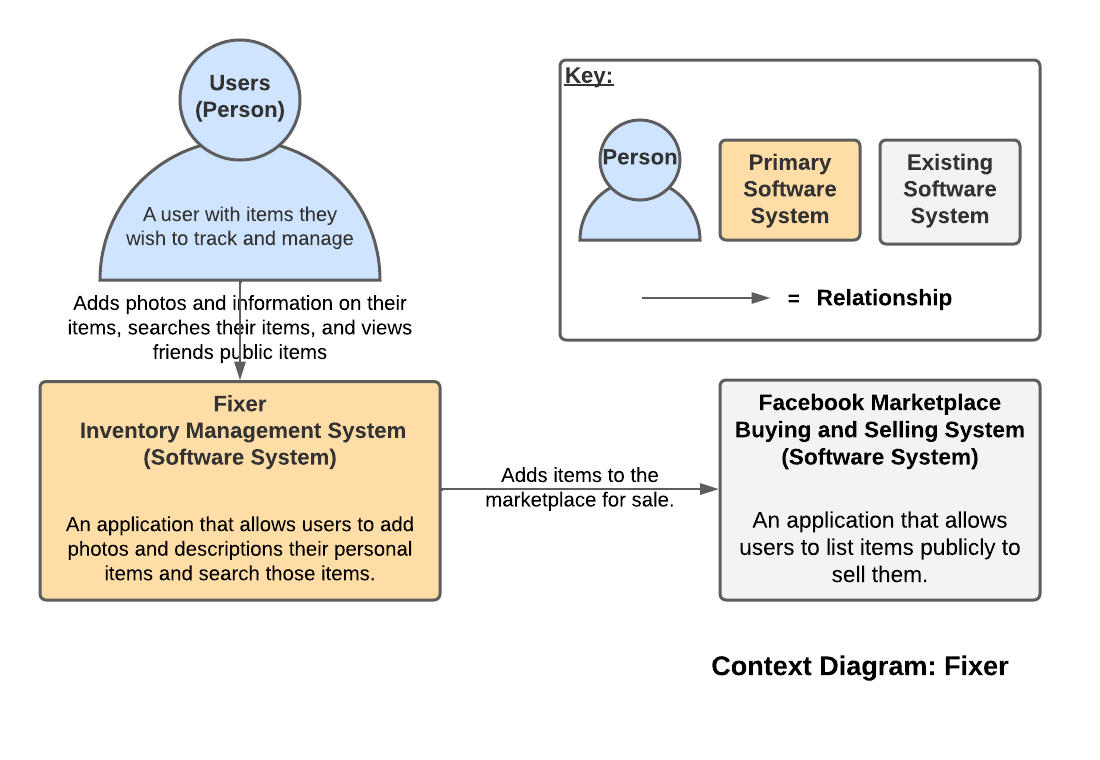 Users
(Person)
A user with items they
wish to track and manage
Adds photos and information on their
items, searches their items, and views
friends public items
Key:
Person
Primary
Software
System
Existing
Software
System
= Relationship
Fixer
Inventory Management System
(Software System)
An application that allows users to add
photos and descriptions their personal
items and search those items.
Adds items to the
marketplace for sale.
Facebook Marketplace
Buying and Selling System
(Software System)
An application that allows
users to list items publicly to
sell them.
Context Diagram: Fixer